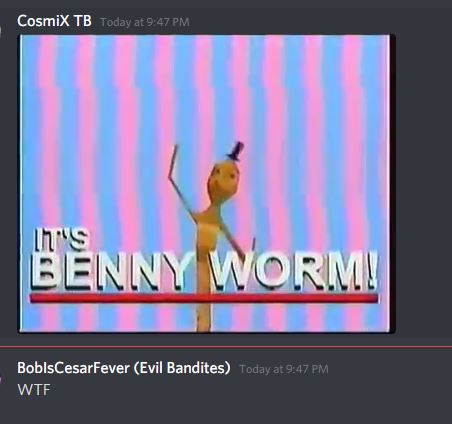 CosmiX TB Today at 9:47 PM
IT'S
BENNY WORM!
BobIsCesarFever (Evil Bandites) Today at 9:47 PM
WTF